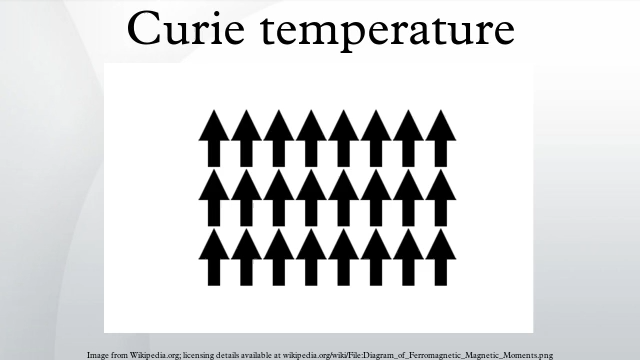 Curie temperature
Image from Wikipedia.org; licensing details available at wikipedia.org/wiki/File:Diagram_of_Ferromagnetic_Magnetic_Moments.png